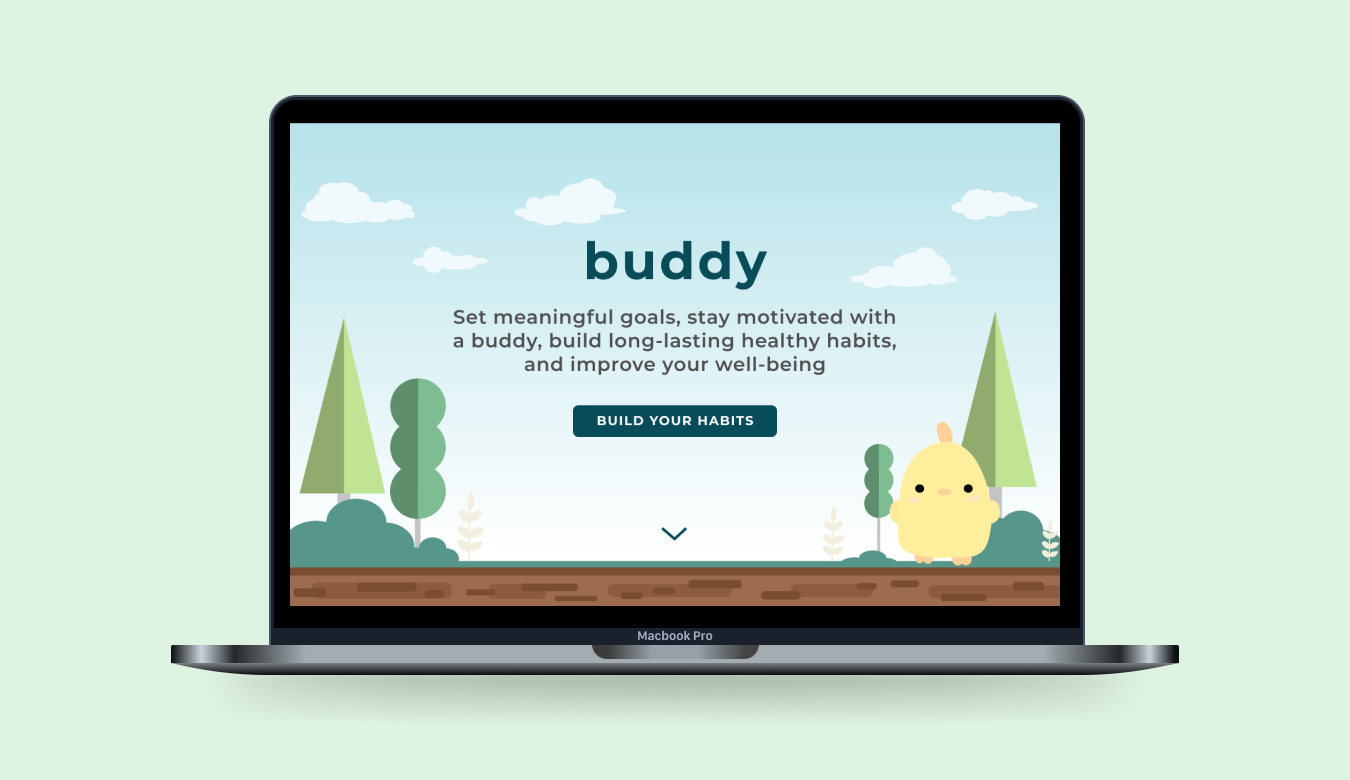 buddy
Set meaningful goals, stay motivated with
a buddy, build long-lasting healthy habits,
and improve your well-being
BUILD YOUR HABITS
Macbook Pro